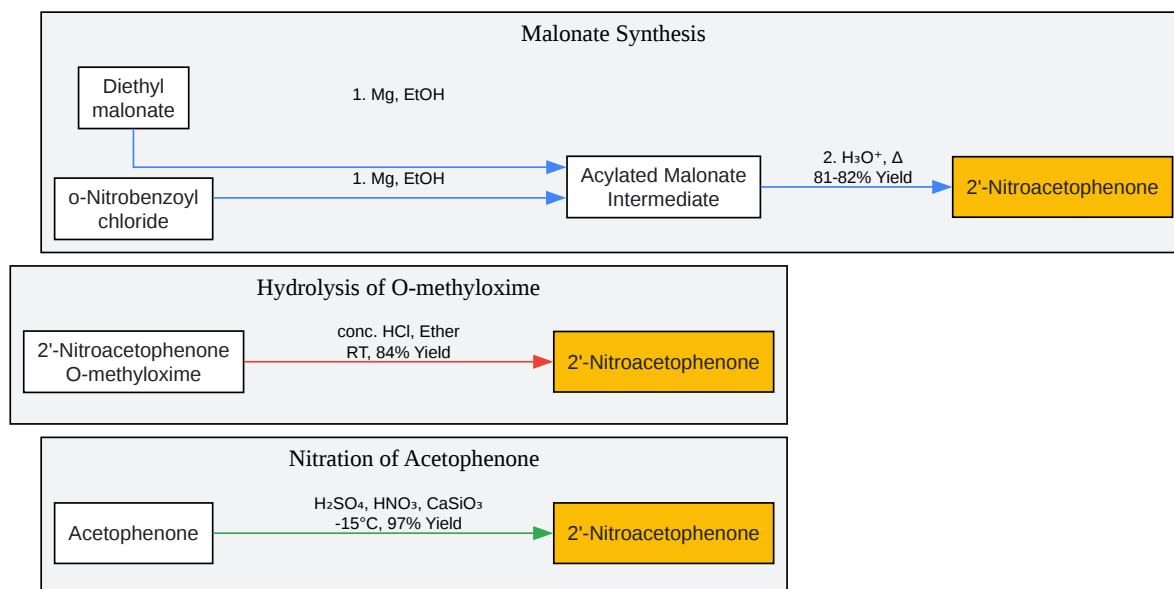 Malonate Synthesis
Diethyl
malonate
1. Mg, EtOH
o-Nitrobenzoyl
chloride
1. Mg, EtOH
Acylated Malonate
Intermediate
2. H₃O⁺, Δ
81-82% Yield
2'-Nitroacetophenone
Hydrolysis of O-methyloxime
2'-Nitroacetophenone
O-methyloxime
conc. HCl, Ether
RT, 84% Yield
2'-Nitroacetophenone
Nitration of Acetophenone
Acetophenone
H₂SO₄, HNO₃, CaSiO₃
-15°C, 97% Yield
2'-Nitroacetophenone